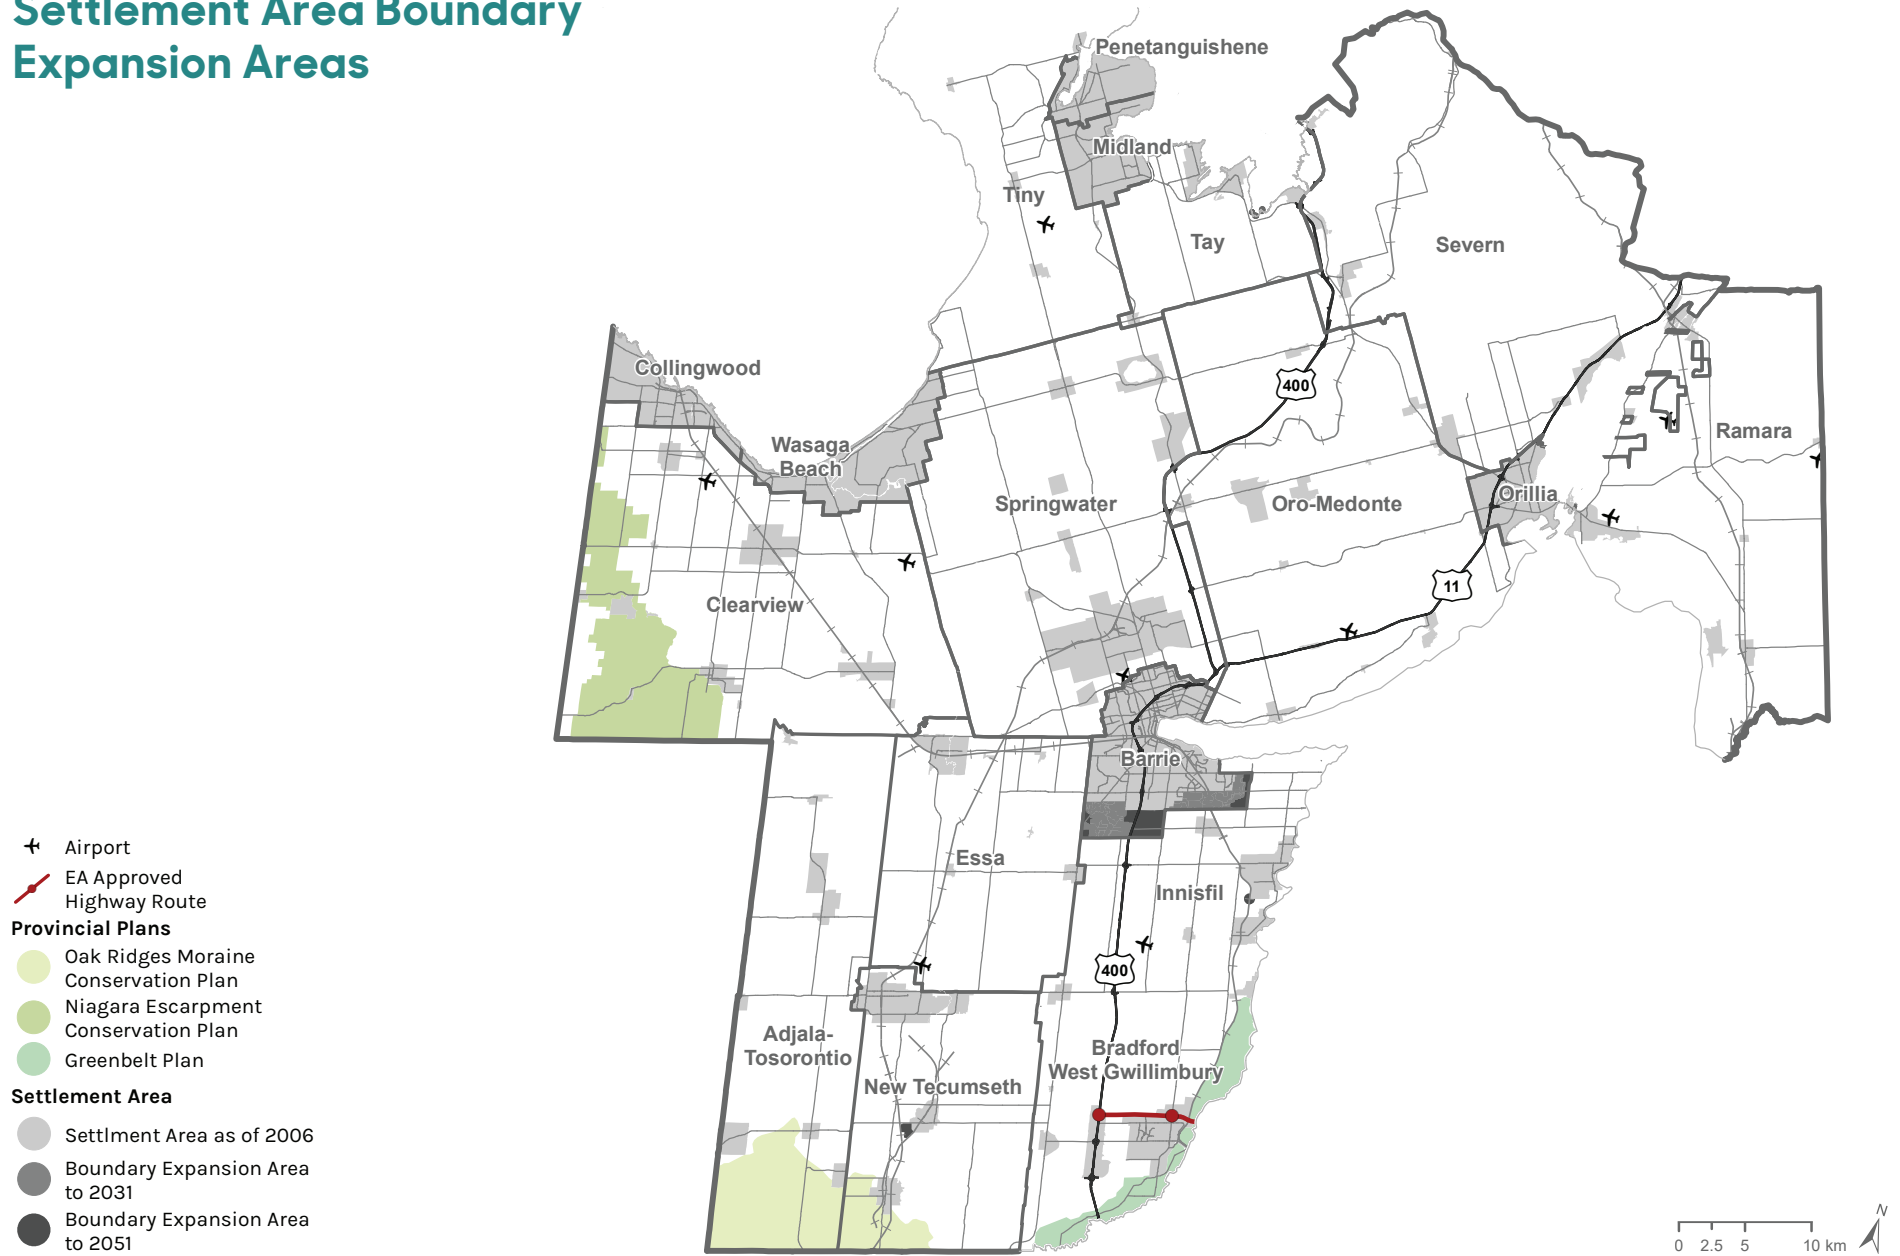 Settlement Area Boundary
Expansion Areas
Penetanguishene
Midland
Tiny
Tay
Severn
Collingwood
Wasaga
Beach
400
Ramara
Springwater
Oro-Medonte
Orillia
11
Clearview
Barrie
Essa
Innisfil
400
Adjala-
Tosorontio
New Tecumseth
Bradford
West Gwillimbury
Airport
EA Approved
Highway Route
Provincial Plans
Oak Ridges Moraine
Conservation Plan
Niagara Escarpment
Conservation Plan
Greenbelt Plan
Settlement Area
Settlment Area as of 2006
Boundary Expansion Area
to 2031
Boundary Expansion Area
to 2051
0 2.5 5 10 km
N